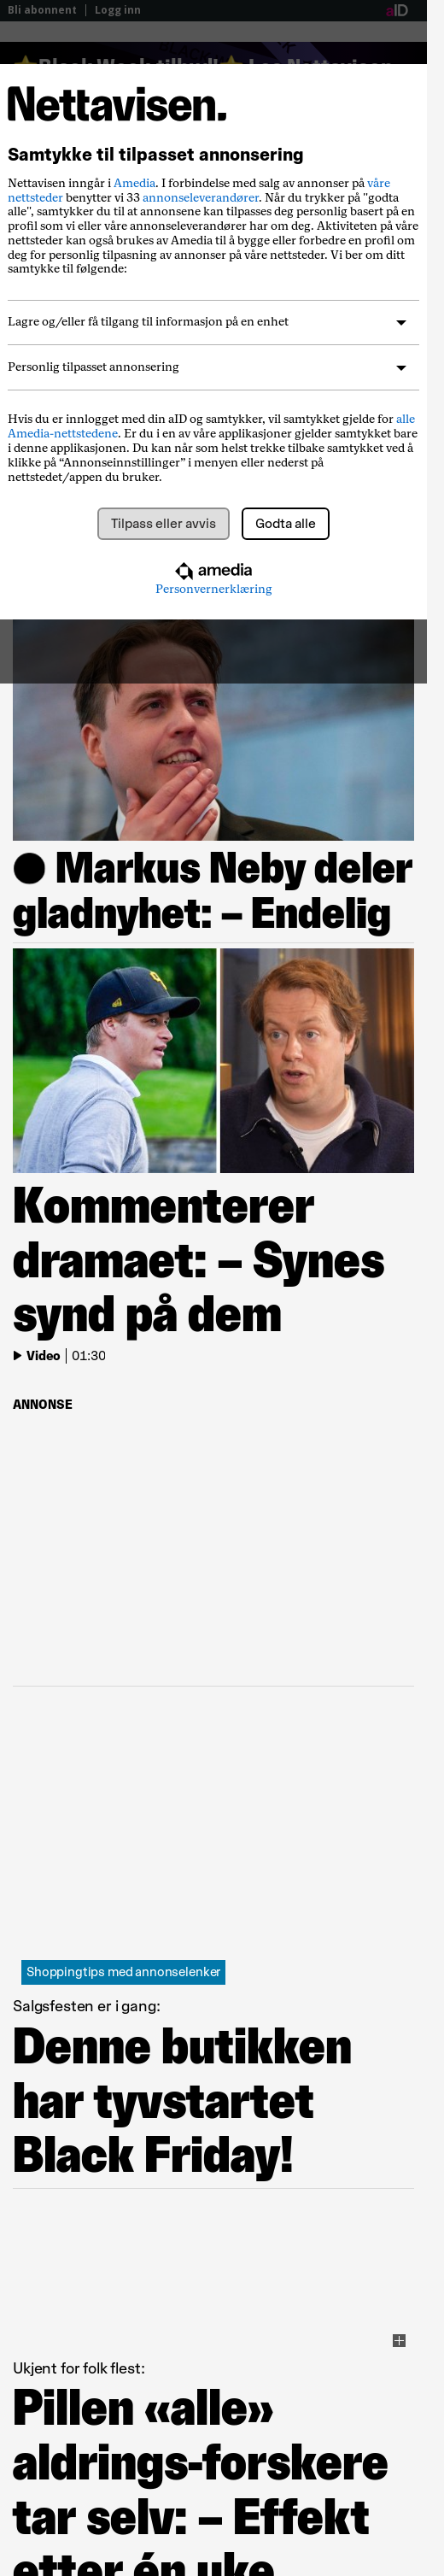 Bli abonnent | Logg inn
aID
Nettavisen.
Samtykke til tilpasset annonsering
Nettavisen inngår i Amedia. I forbindelse med salg av annonser på våre
nettsteder benytter vi 33 annonseleverandører. Når du trykker på "godta
alle", samtykker du til at annonsene kan tilpasses deg personlig basert på en
profil som vi eller våre annonseleverandører har om deg. Aktiviteten på våre
nettsteder kan også brukes av Amedia til å bygge eller forbedre en profil om
deg for personlig tilpasning av annonser på våre nettsteder. Vi ber om ditt
samtykke til følgende:
Lagre og/eller få tilgang til informasjon på en enhet
Personlig tilpasset annonsering
Hvis du er innlogget med din aID og samtykker, vil samtykket gjelde for alle
Amedia-nettstedene. Er du i en av våre applikasjoner gjelder samtykket bare
i denne applikasjonen. Du kan når som helst trekke tilbake samtykket ved å
klikke på “Annonseinnstillinger” i menyen eller nederst på
nettstedet/appen du bruker.
Tilpass eller avvis
Godta alle
amedia
Personvernerklæring
Markus Neby deler
gladnyhet: – Endelig
Kommenterer
dramaet: – Synes
synd på dem
Video | 01:30
ANNONSE
Shoppingtips med annonselenker
Salgsfesten er i gang:
Denne butikken
har tyvstartet
Black Friday!
Ukjent for folk flest:
Pillen «alle»
aldrings-forskere
tar selv: – Effekt
etter én uke